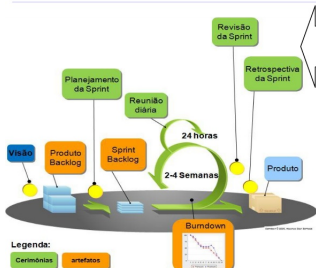 Revisão
da Sprint
Planejamento
da Sprint
Retrospectiva
da Sprint
Reunião
diária
24 horas
Visão
Produto
Backlog
Sprint
Backlog
2-4 Semanas
Produto
Burndown
Legenda:
Cerimônias
artefatos